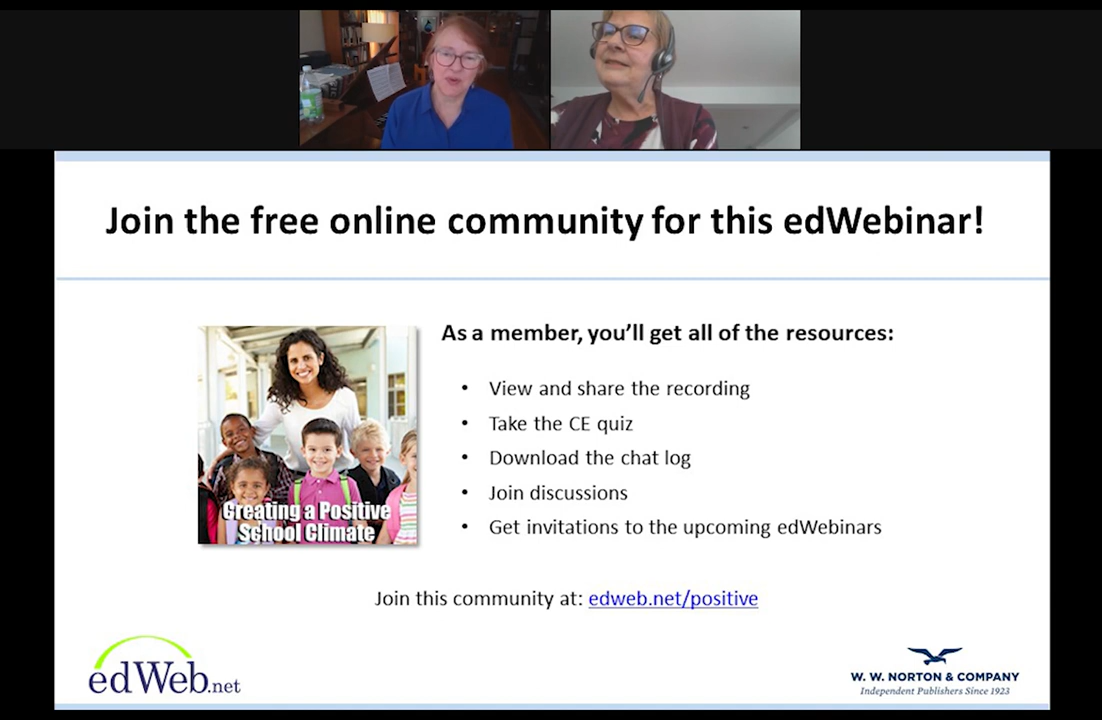 Join the free online community for this edWebinar!
As a member, you'll get all of the resources:
• View and share the recording
• Take the CE quiz
• Download the chat log
• Join discussions
• Get invitations to the upcoming edWebinars
Creating a Positive
School Climate
Join this community at: edweb.net/positive
edWeb.net
W. W. NORTON & COMPANY
Independent Publishers Since 1923